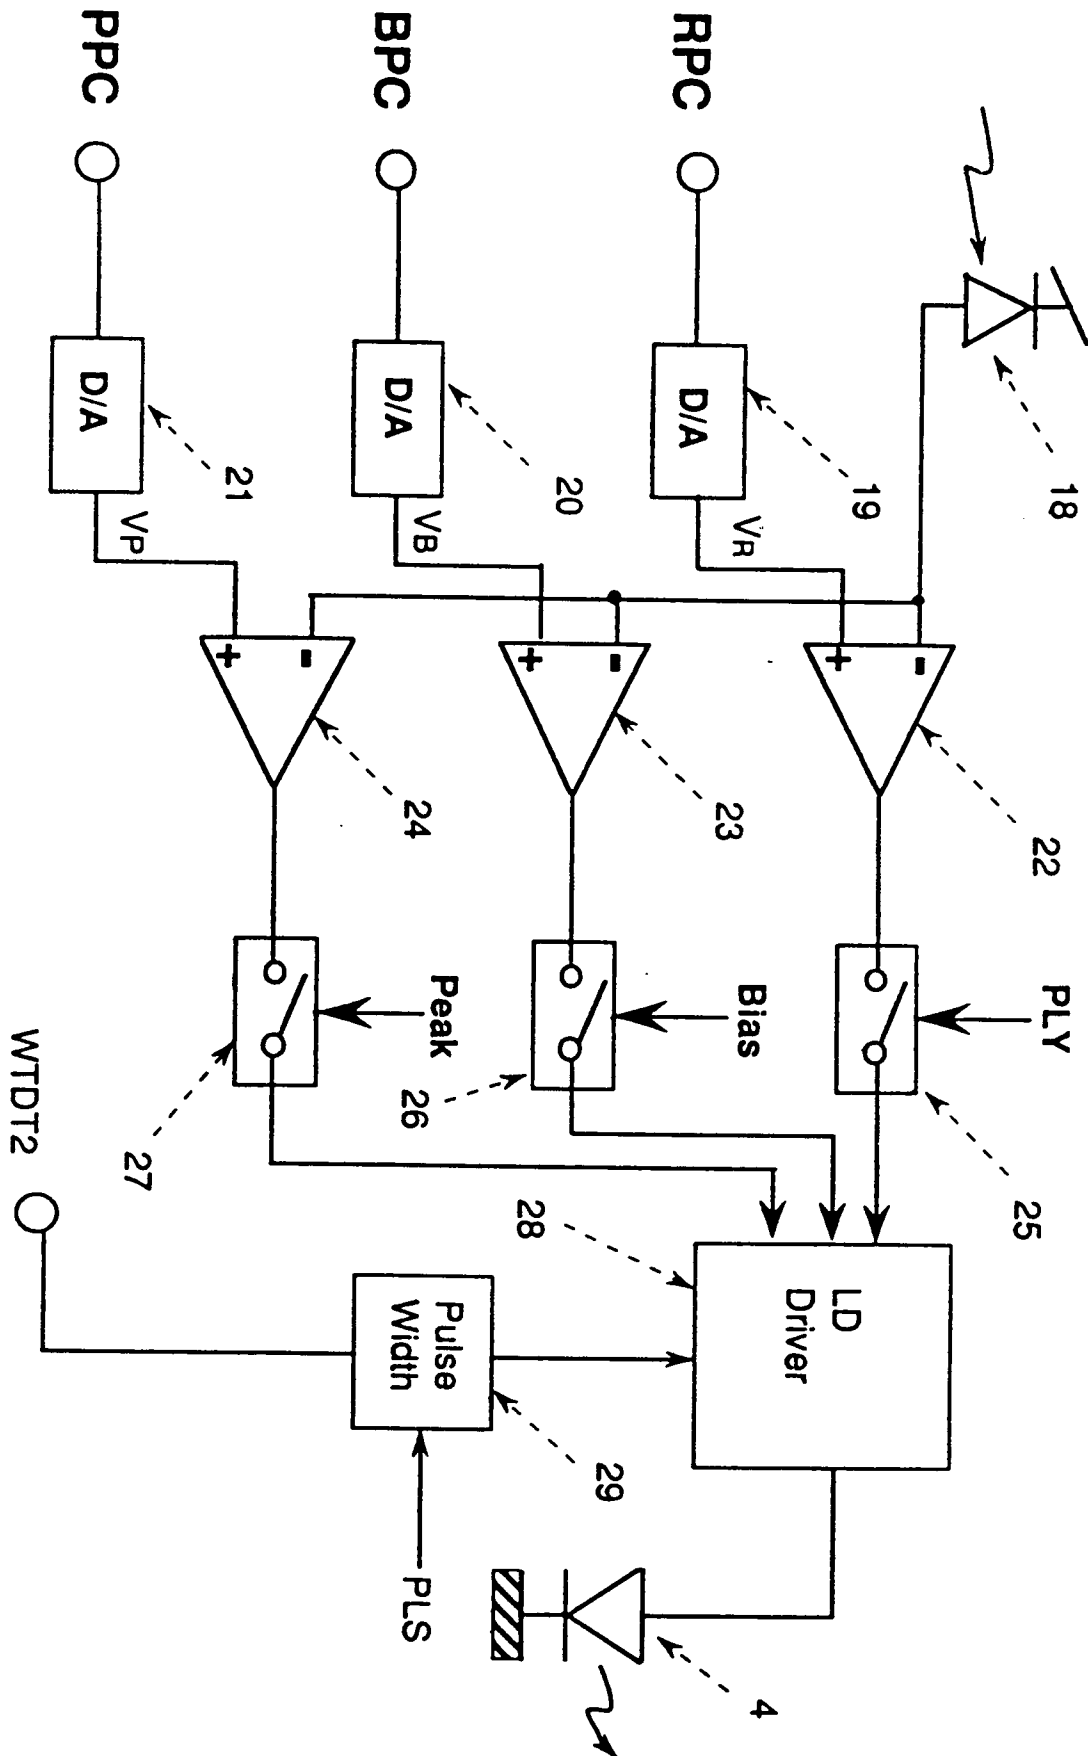 18
RPC
D/A
19
VR
22
PLY
25
BPC
D/A
20
VB
23
Bias
26
PPC
D/A
21
VP
24
Peak
27
LD
Driver
28
Pulse
Width
29
PLS
WTDT2
4
+
-
+
-
+
-